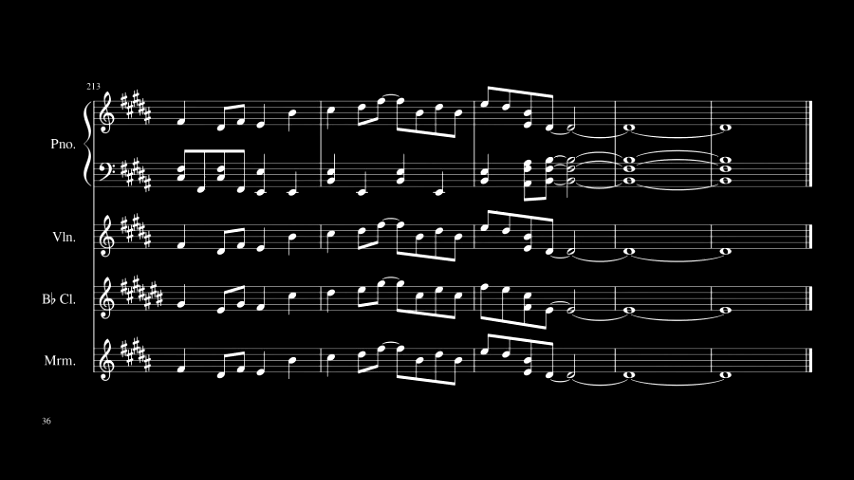 213
Pno.
Vln.
B♭ Cl.
Mrm.
36